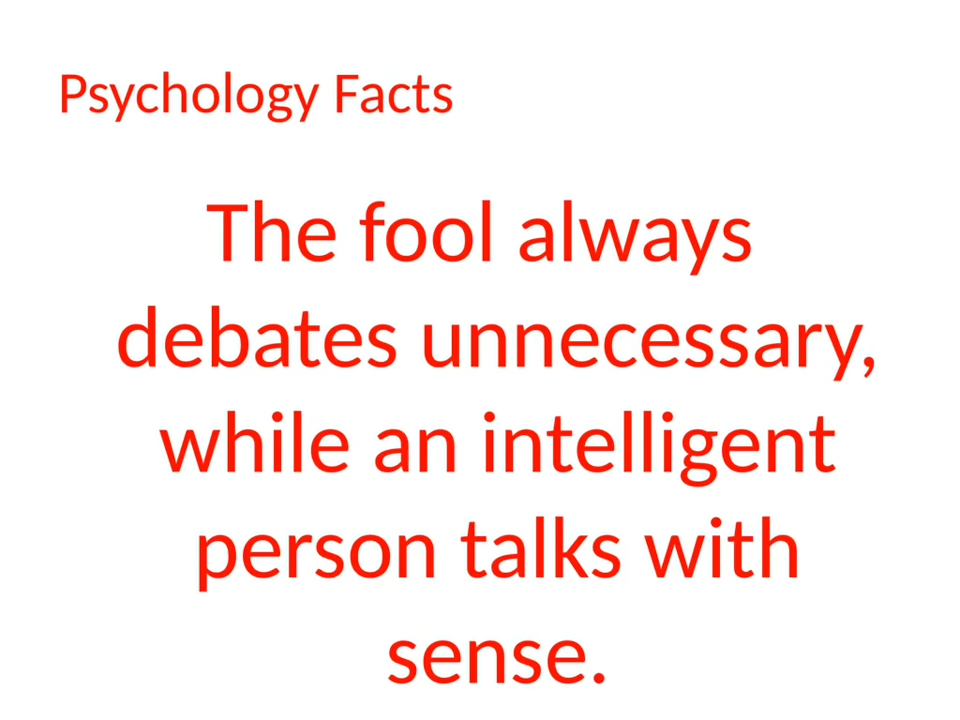 Psychology Facts
The fool always
debates unnecessary,
while an intelligent
person talks with
sense.